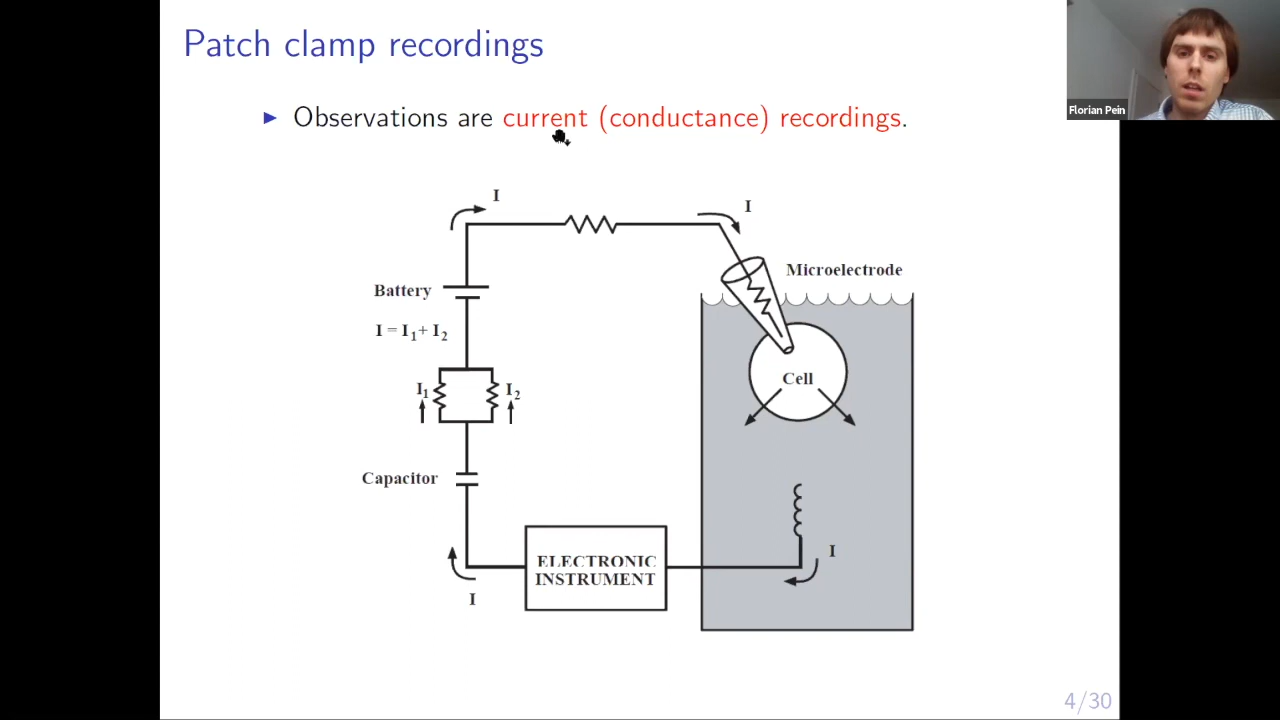 Patch clamp recordings
Florian Pein
▶ Observations are current (conductance) recordings.
I
I
Microelectrode
Battery
I = I1 + I2
I1
I2
Cell
Capacitor
ELECTRONIC
INSTRUMENT
I
I
4/30